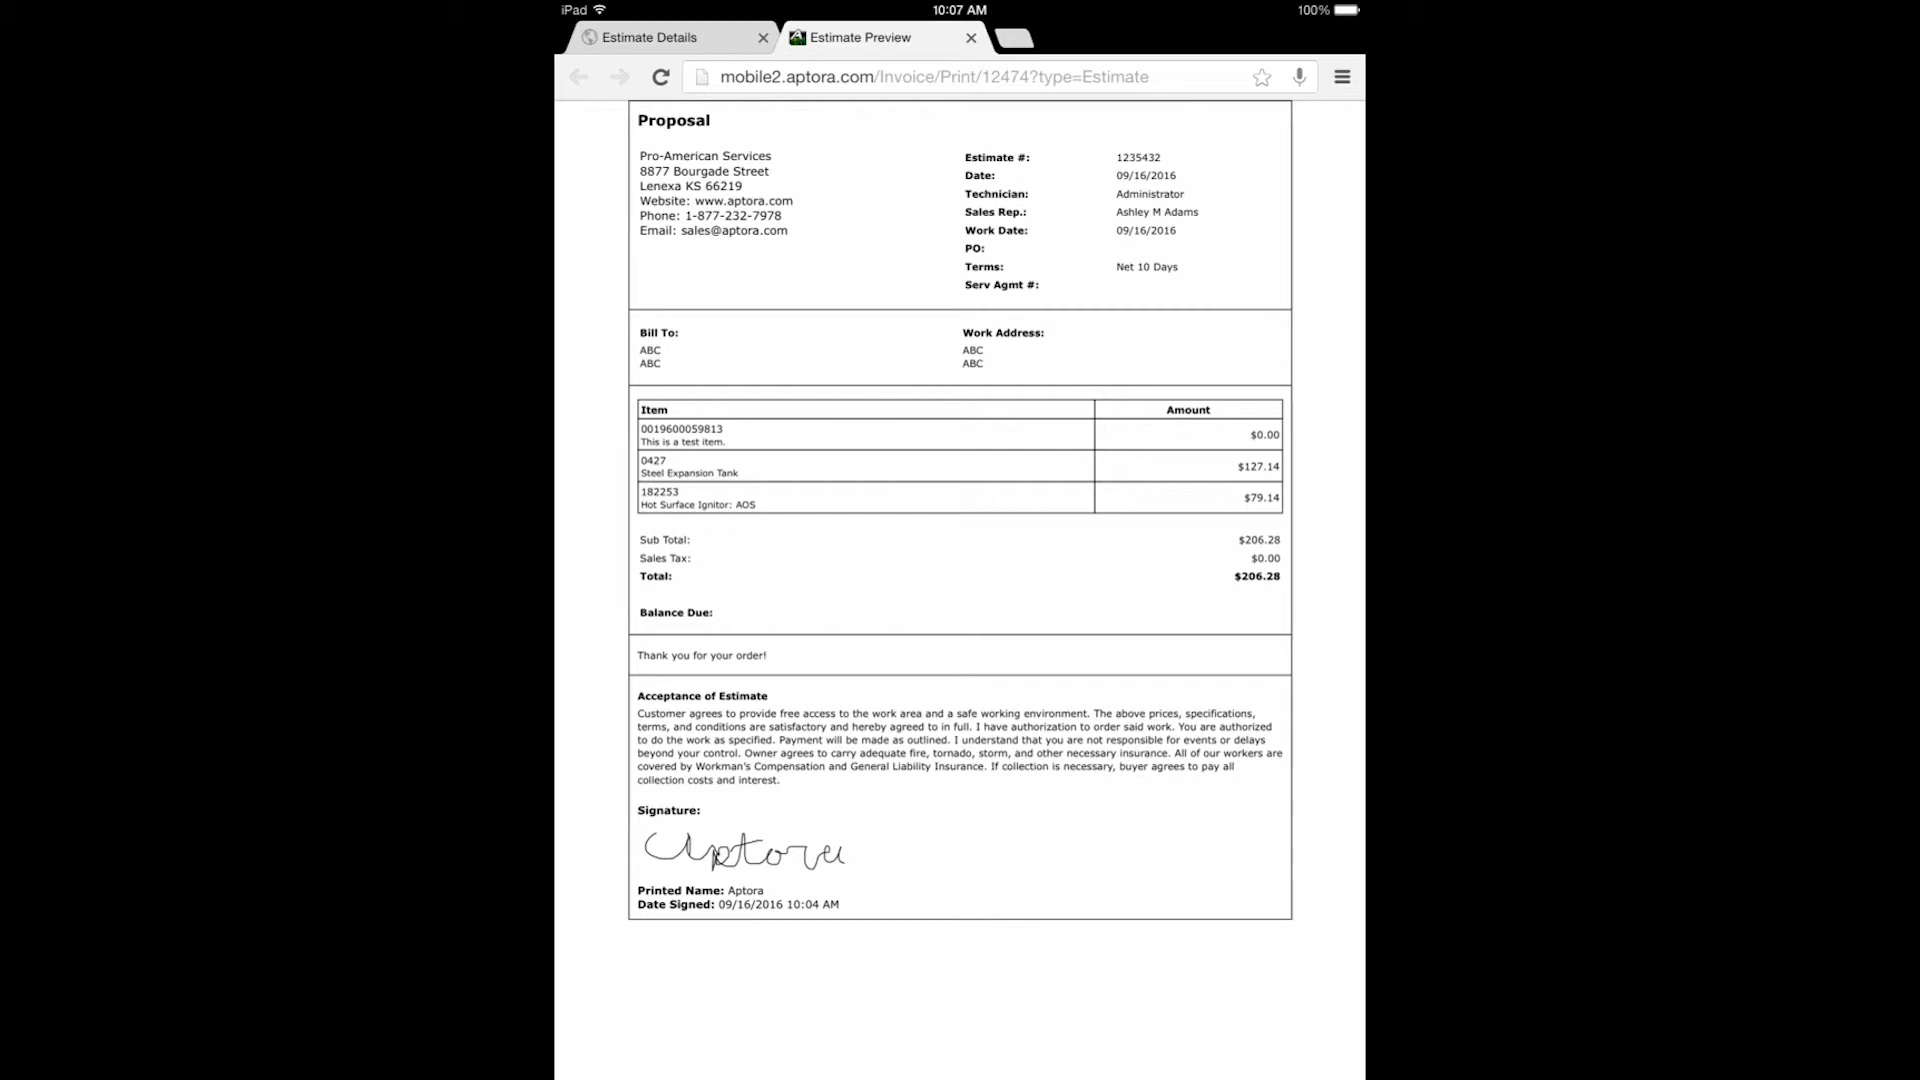 iPad
10:07 AM
100%
Estimate Details
Estimate Preview
mobile2.aptora.com/Invoice/Print/12474?type=Estimate
Proposal
Pro-American Services
8877 Bourgade Street
Lenexa KS 66219
Website: www.aptora.com
Phone: 1-877-232-7978
Email: sales@aptora.com
Estimate #: 1235432
Date: 09/16/2016
Technician: Administrator
Sales Rep.: Ashley M Adams
Work Date: 09/16/2016
PO:
Terms: Net 10 Days
Serv Agmt #:
Bill To:
ABC
ABC
Work Address:
ABC
ABC
Item Amount
0019600059813
This is a test item.
$0.00
0427
Steel Expansion Tank
$127.14
182253
Hot Surface Ignitor: AOS
$79.14
Sub Total: $206.28
Sales Tax: $0.00
Total: $206.28
Balance Due:
Thank you for your order!
Acceptance of Estimate
Customer agrees to provide free access to the work area and a safe working environment. The above prices, specifications,
terms, and conditions are satisfactory and hereby agreed to in full. I have authorization to order said work. You are authorized
to do the work as specified. Payment will be made as outlined. I understand that you are not responsible for events or delays
beyond your control. Owner agrees to carry adequate fire, tornado, storm, and other necessary insurance. All of our workers are
covered by Workman's Compensation and General Liability Insurance. If collection is necessary, buyer agrees to pay all
collection costs and interest.
Signature:
Aptora
Printed Name: Aptora
Date Signed: 09/16/2016 10:04 AM